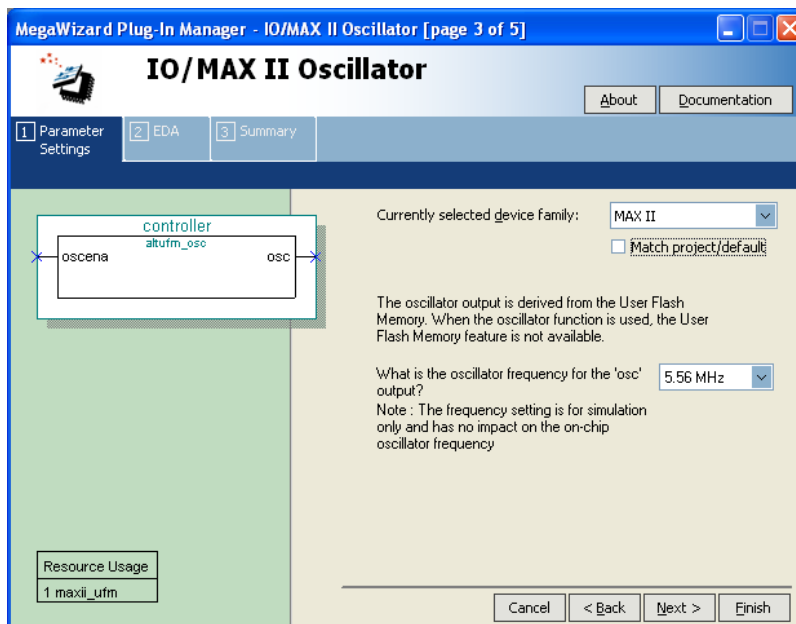 MegaWizard Plug-In Manager - IO/MAX II Oscillator [page 3 of 5]
IO/MAX II Oscillator
About
Documentation
1 Parameter
Settings
2 EDA
3 Summary
controller
altufm_osc
oscena
osc
Currently selected device family:
MAX II
Match project/default
The oscillator output is derived from the User Flash
Memory. When the oscillator function is used, the User
Flash Memory feature is not available.
What is the oscillator frequency for the 'osc'
output?
5.56 MHz
Note : The frequency setting is for simulation
only and has no impact on the on-chip
oscillator frequency
Resource Usage
1 maxii_ufm
Cancel
< Back
Next >
Finish